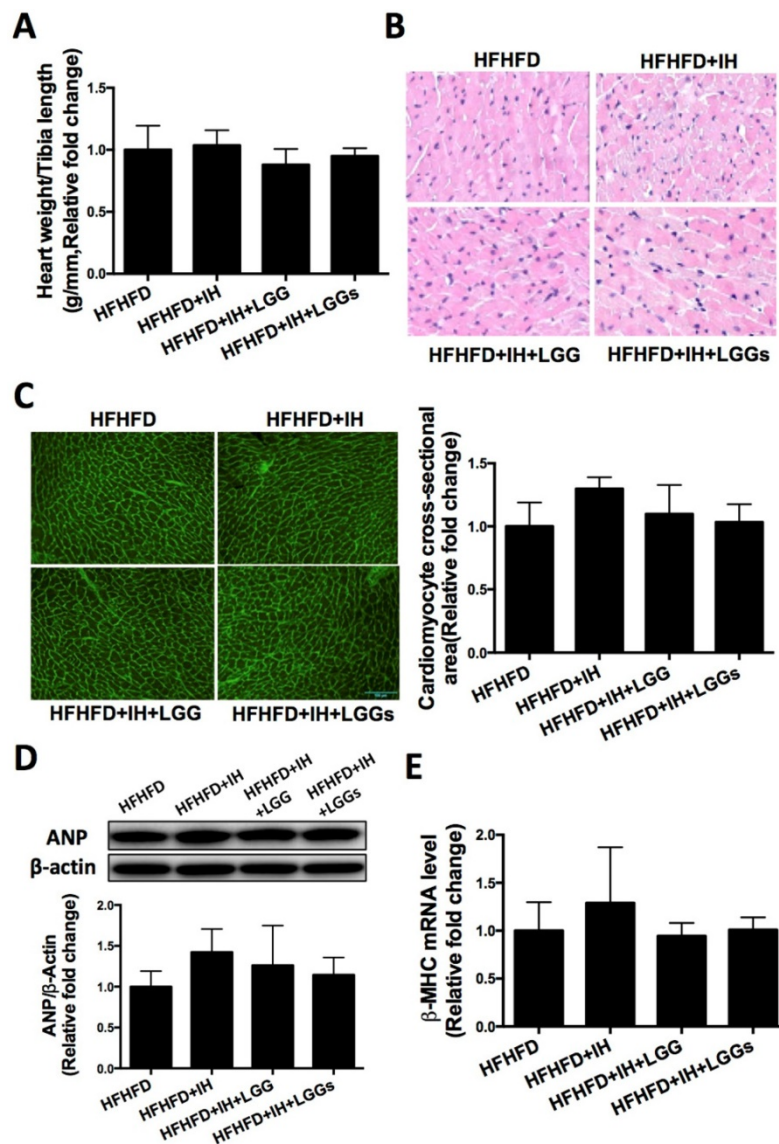 A
Heart weight/Tibia length
(g/mm,Relative fold change)
1.5
1.0
0.5
0.0
HFHFD
HFHFD+IH
HFHFD+IH+LGG
HFHFD+IH+LGGs
B
HFHFD
HFHFD+IH
HFHFD+IH+LGG
HFHFD+IH+LGGs
C
HFHFD
HFHFD+IH
HFHFD+IH+LGG
HFHFD+IH+LGGs
Cardiomyocyte cross-sectional
area(Relative fold change)
1.5
1.0
0.5
0.0
HFHFD
HFHFD+IH
HFHFD+IH+LGG
HFHFD+IH+LGGs
D
HFHFD
HFHFD+IH
HFHFD+IH
+LGG
HFHFD+IH
+LGGs
ANP
β-actin
ANP/β-Actin
(Relative fold change)
2.0
1.5
1.0
0.5
0.0
HFHFD
HFHFD+IH
HFHFD+IH+LGG
HFHFD+IH+LGGs
E
β-MHC mRNA level
(Relative fold change)
2.0
1.5
1.0
0.5
0.0
HFHFD
HFHFD+IH
HFHFD+IH+LGG
HFHFD+IH+LGGs